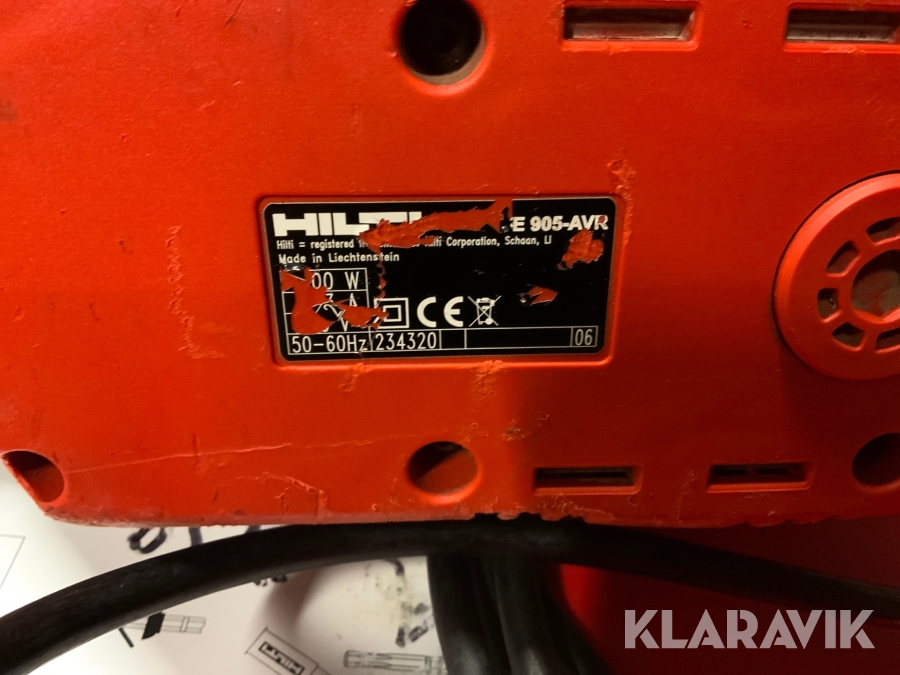 HILTI E 905-AVR
Hilti = registered Hilti Corporation, Schaan, LI
Made in Liechtenstein
00 W
A
V
CE
50-60Hz 234320 06
HILTI
KLARAVIK